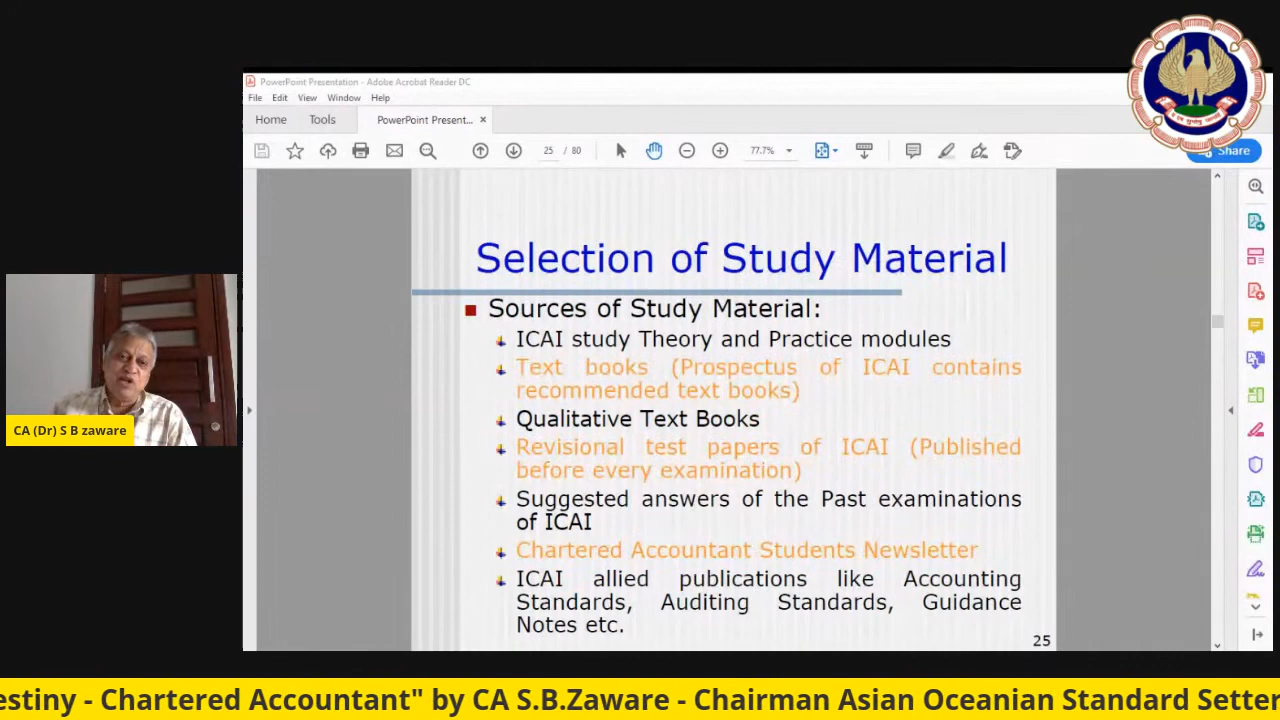 PowerPoint Presentation - Adobe Acrobat Reader DC
File Edit View Window Help
Home Tools PowerPoint Present... ×
25 / 80 77.7% Share
Selection of Study Material
Sources of Study Material:
ICAI study Theory and Practice modules
Text books (Prospectus of ICAI contains
recommended text books)
Qualitative Text Books
Revisional test papers of ICAI (Published
before every examination)
Suggested answers of the Past examinations
of ICAI
Chartered Accountant Students Newsletter
ICAI allied publications like Accounting
Standards, Auditing Standards, Guidance
Notes etc.
25
CA (Dr) S B zaware
estiny - Chartered Accountant" by CA S.B.Zaware - Chairman Asian Oceanian Standard Setter